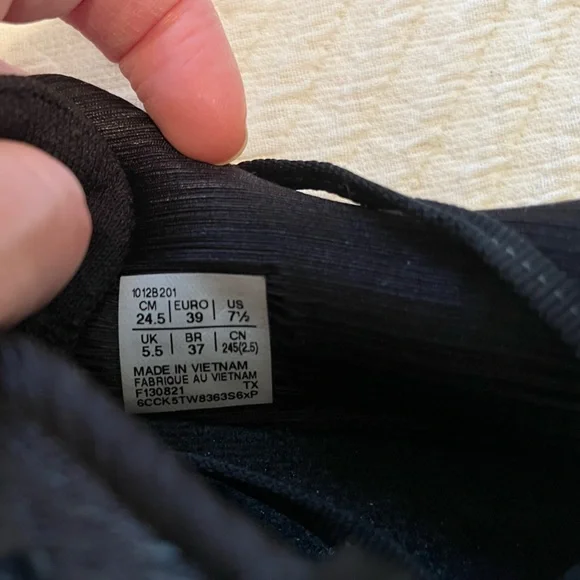 1012B201
CM EURO US
24.5 39 7½
UK BR CN
5.5 37 245(2.5)
MADE IN VIETNAM
FABRIQUE AU VIETNAM
F130821 TX
6CCK5TW8363S6xP